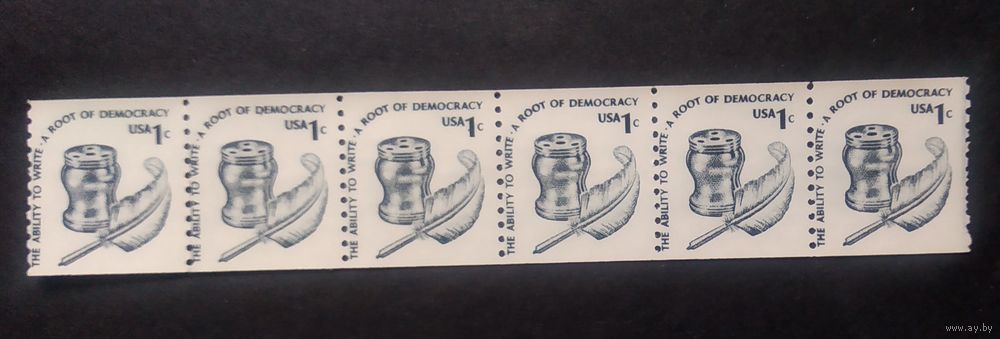 THE ABILITY TO WRITE · A ROOT OF DEMOCRACY
USA 1c
THE ABILITY TO WRITE · A ROOT OF DEMOCRACY
USA 1c
THE ABILITY TO WRITE · A ROOT OF DEMOCRACY
USA 1c
THE ABILITY TO WRITE · A ROOT OF DEMOCRACY
USA 1c
THE ABILITY TO WRITE · A ROOT OF DEMOCRACY
USA 1c
THE ABILITY TO WRITE · A ROOT OF DEMOCRACY
USA 1c
www.ay.by